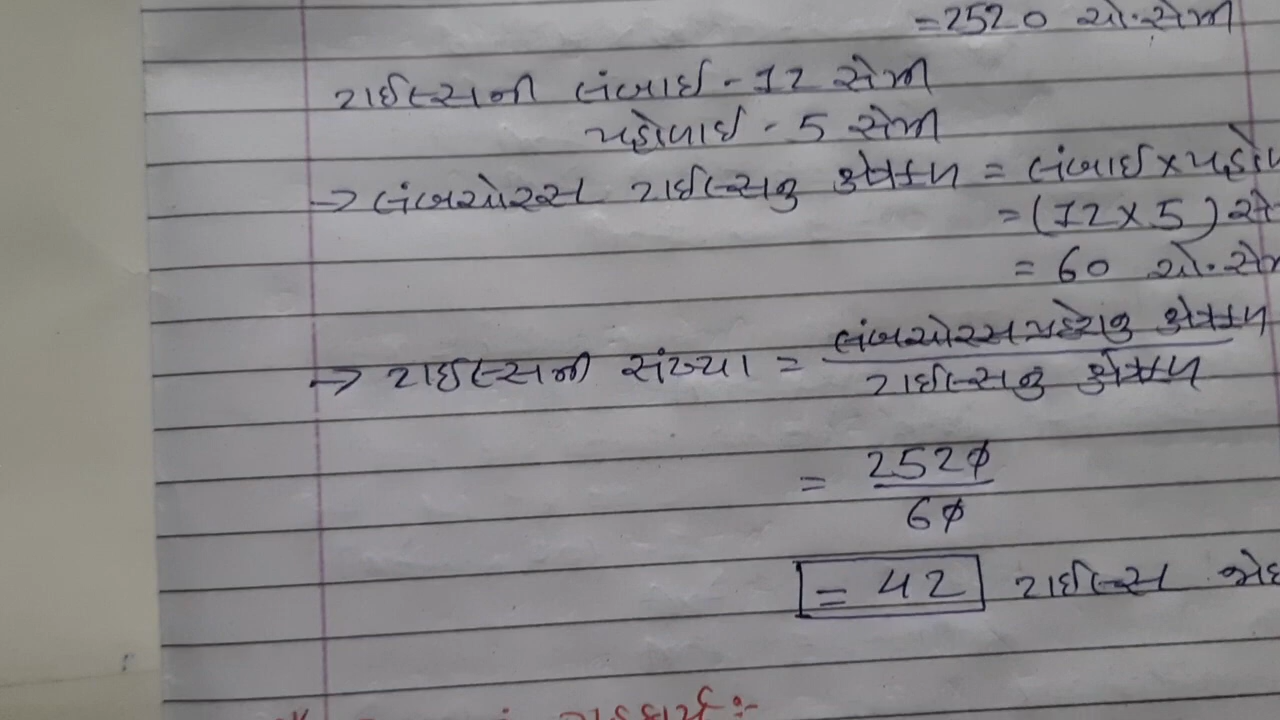 =2520 ચો.સેમી
ટાઈલ્સની લંબાઈ - 12 સેમી
પહોળાઈ - 5 સેમી
→ લંબચોરસ ટાઈલ્સનુ ક્ષેત્રફળ = લંબાઈ × પહોળ
= (12 × 5) સે
= 60 ચો.સેમ
→ ટાઈલ્સની સંખ્યા = લંબચોરસ પ્રદેશનુ ક્ષેત્રફળ
ટાઈલ્સનુ ક્ષેત્રફળ
= 2520
60
= 42 ટાઈલ્સ જોઇ